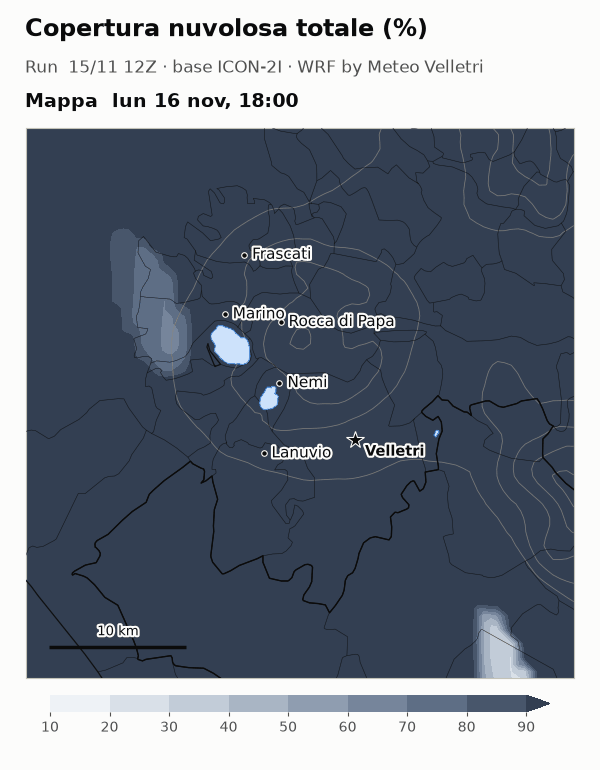 Copertura nuvolosa totale (%)
Run 15/11 12Z · base ICON-2I · WRF by Meteo Velletri
Mappa lun 16 nov, 18:00
Frascati
Marino
Rocca di Papa
Nemi
Velletri
Lanuvio
10 km
10 20 30 40 50 60 70 80 90